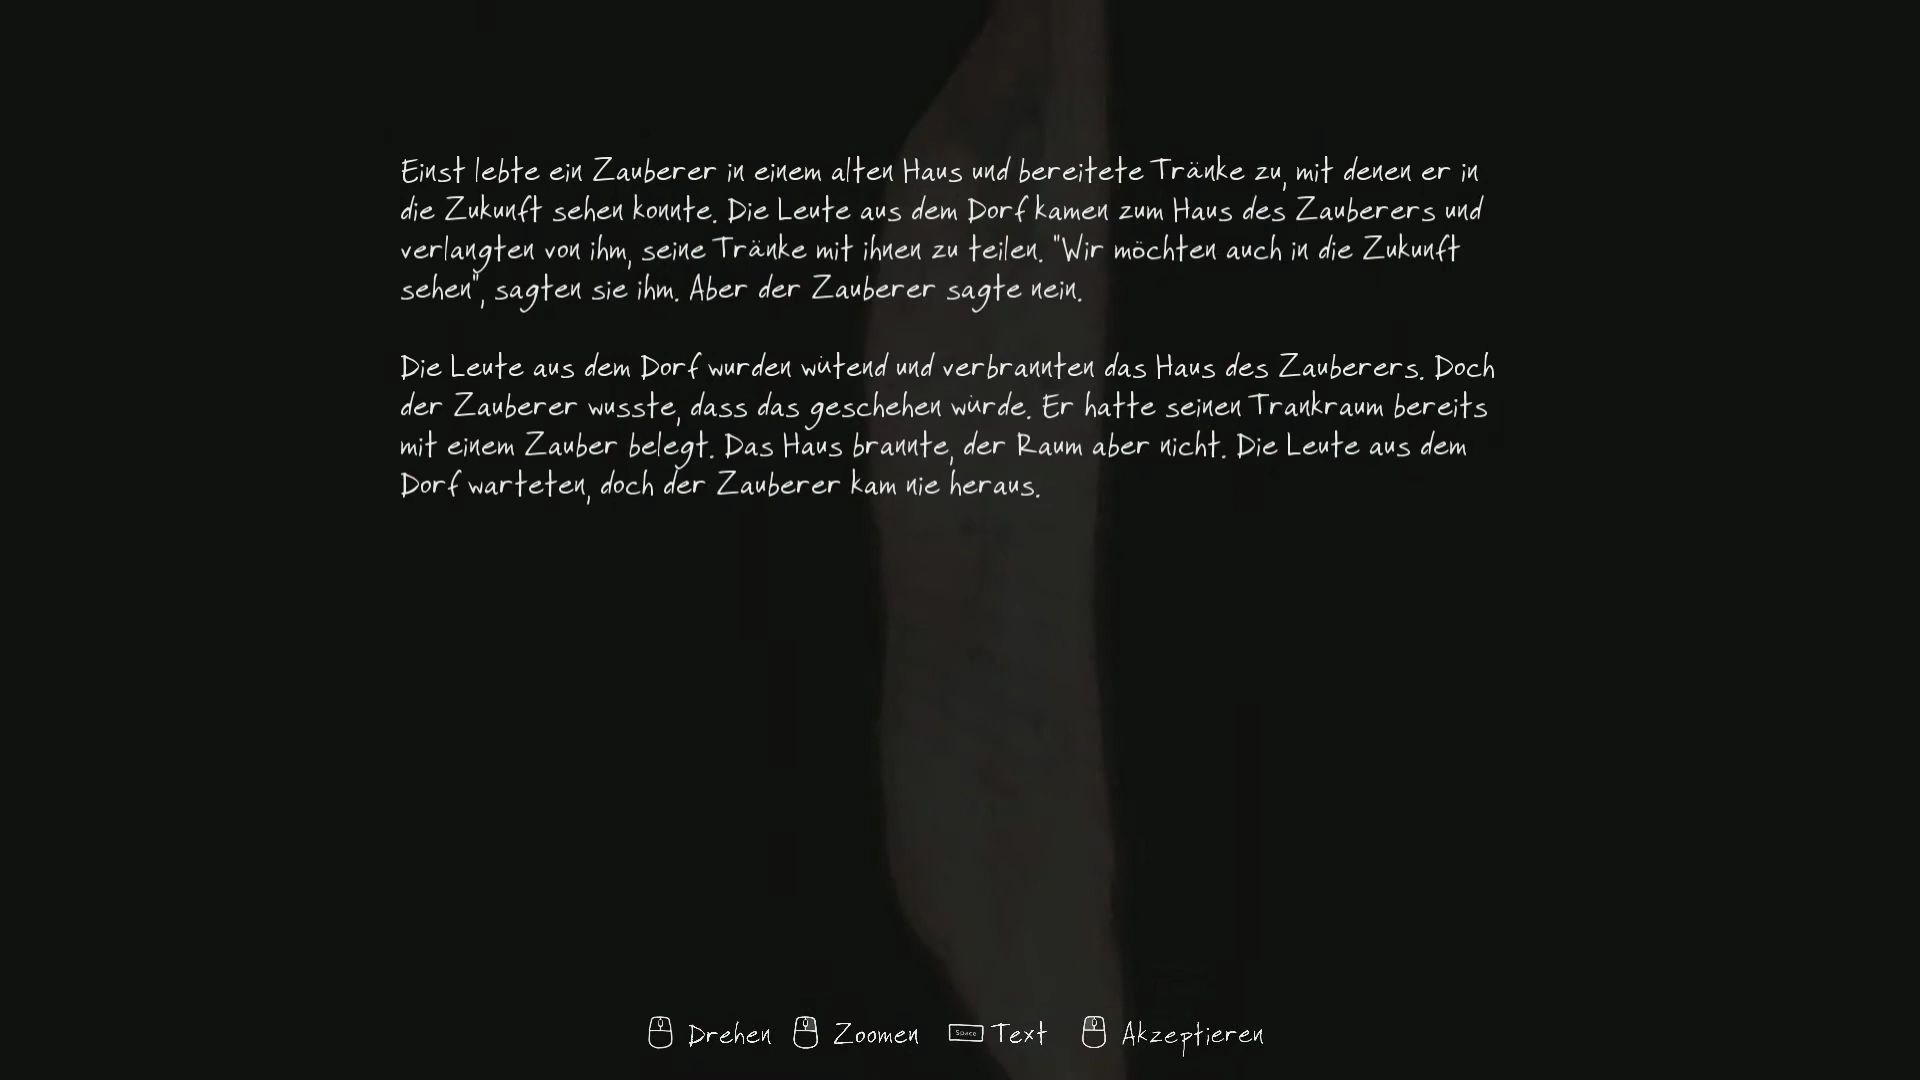 Einst lebte ein Zauberer in einem alten Haus und bereitete Tränke zu, mit denen er in
die Zukunft sehen konnte. Die Leute aus dem Dorf kamen zum Haus des Zauberers und
verlangten von ihm, seine Tränke mit ihnen zu teilen. "Wir möchten auch in die Zukunft
sehen", sagten sie ihm. Aber der Zauberer sagte nein.
Die Leute aus dem Dorf wurden wütend und verbrannten das Haus des Zauberers. Doch
der Zauberer wusste, dass das geschehen würde. Er hatte seinen Trankraum bereits
mit einem Zauber belegt. Das Haus brannte, der Raum aber nicht. Die Leute aus dem
Dorf warteten, doch der Zauberer kam nie heraus.
Drehen Zoomen Space Text Akzeptieren